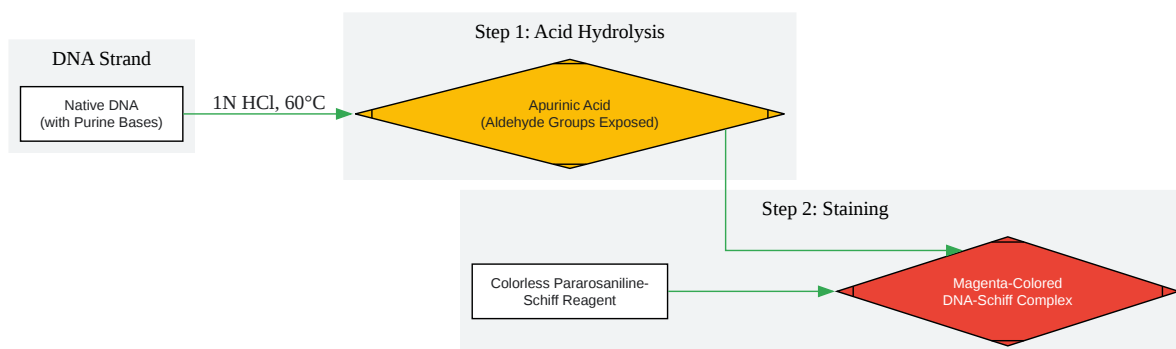 DNA Strand
Native DNA
(with Purine Bases)
1N HCl, 60°C
Step 1: Acid Hydrolysis
Apurinic Acid
(Aldehyde Groups Exposed)
Step 2: Staining
Colorless Pararosaniline-
Schiff Reagent
Magenta-Colored
DNA-Schiff Complex